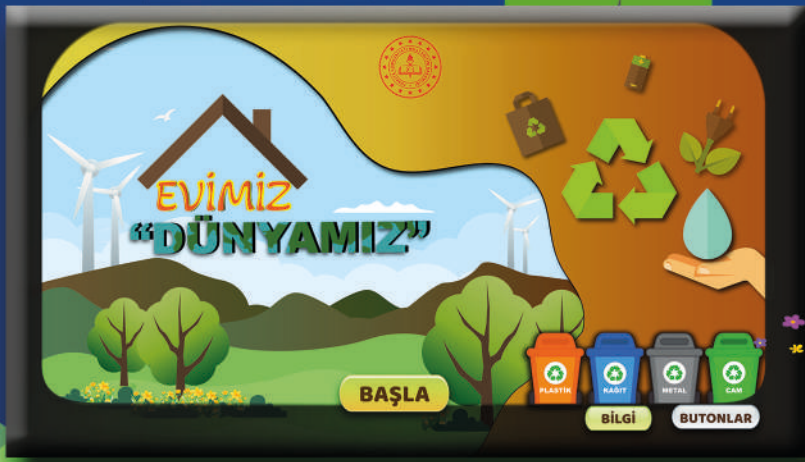 EVİMİZ
“DÜNYAMIZ”
PLASTİK
KAĞIT
METAL
CAM
BAŞLA
BİLGİ
BUTONLAR